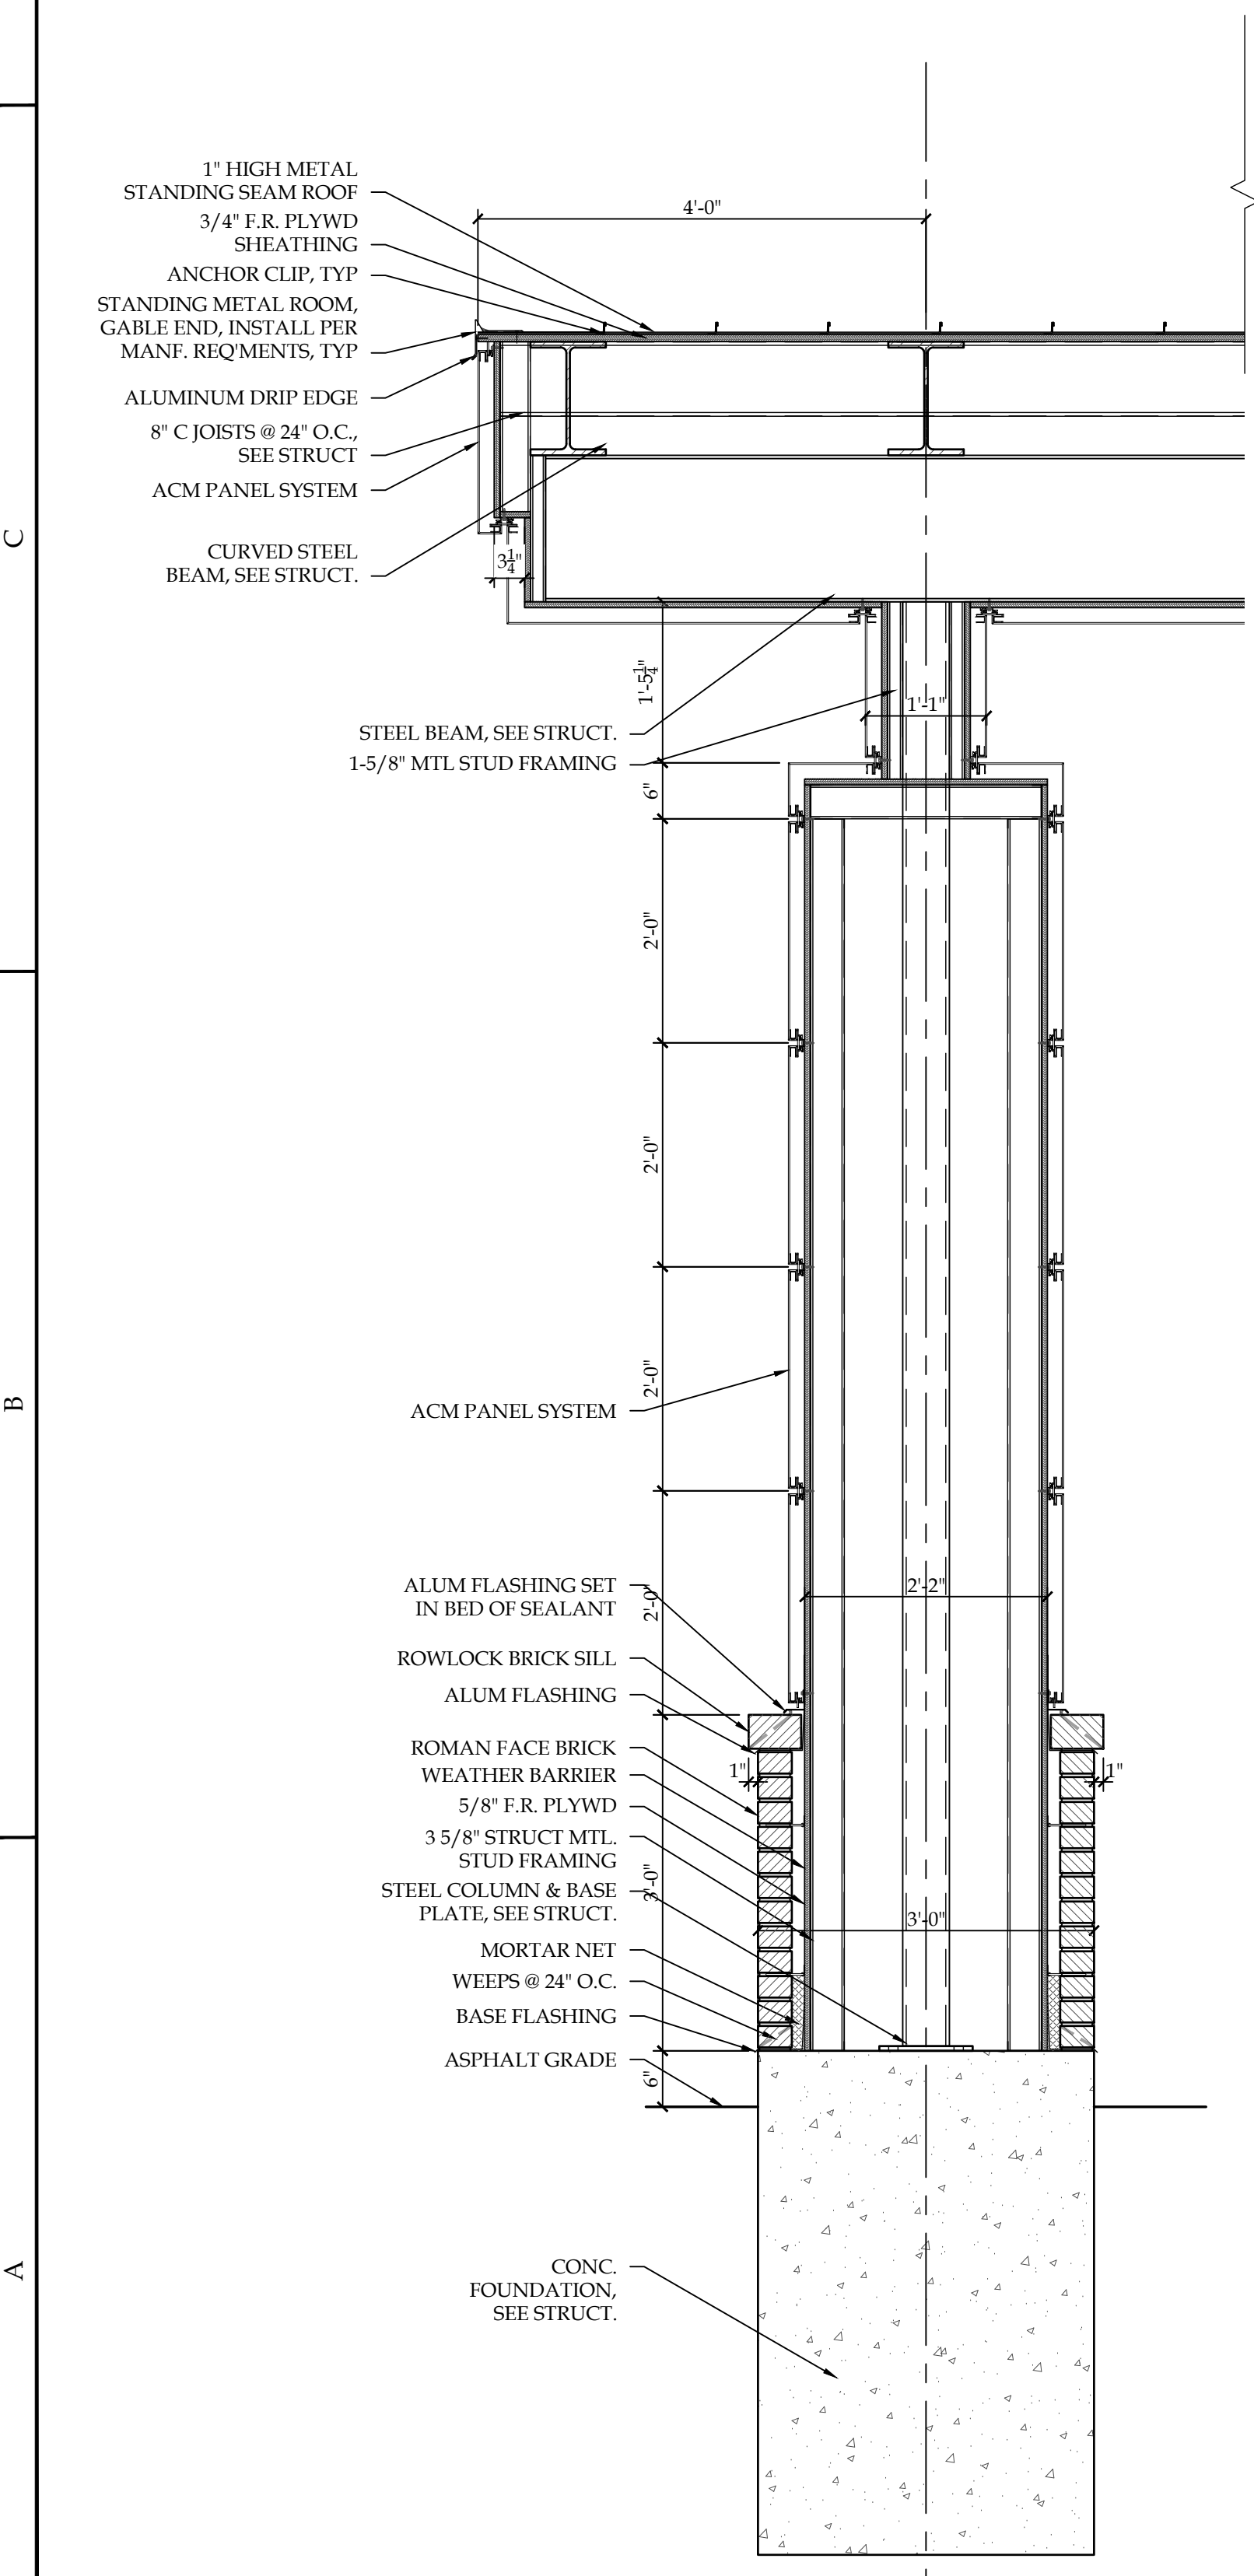 1" HIGH METAL
STANDING SEAM ROOF
4'-0"
3/4" F.R. PLYWD
SHEATHING
ANCHOR CLIP, TYP
STANDING METAL ROOM,
GABLE END, INSTALL PER
MANF. REQ'MENTS, TYP
ALUMINUM DRIP EDGE
8" C JOISTS @ 24" O.C.,
SEE STRUCT
ACM PANEL SYSTEM
C
CURVED STEEL
BEAM, SEE STRUCT.
3 1/4"
1'-5 1/4"
1'-1"
STEEL BEAM, SEE STRUCT.
1-5/8" MTL STUD FRAMING
6"
2'-0"
2'-0"
2'-0"
B
ACM PANEL SYSTEM
ALUM FLASHING SET
IN BED OF SEALANT
2'-0"
2'-2"
ROWLOCK BRICK SILL
ALUM FLASHING
ROMAN FACE BRICK
1"
1"
WEATHER BARRIER
5/8" F.R. PLYWD
3 5/8" STRUCT MTL.
STUD FRAMING
STEEL COLUMN & BASE
PLATE, SEE STRUCT.
3'-0"
3'-0"
MORTAR NET
WEEPS @ 24" O.C.
BASE FLASHING
ASPHALT GRADE
6"
A
CONC.
FOUNDATION,
SEE STRUCT.